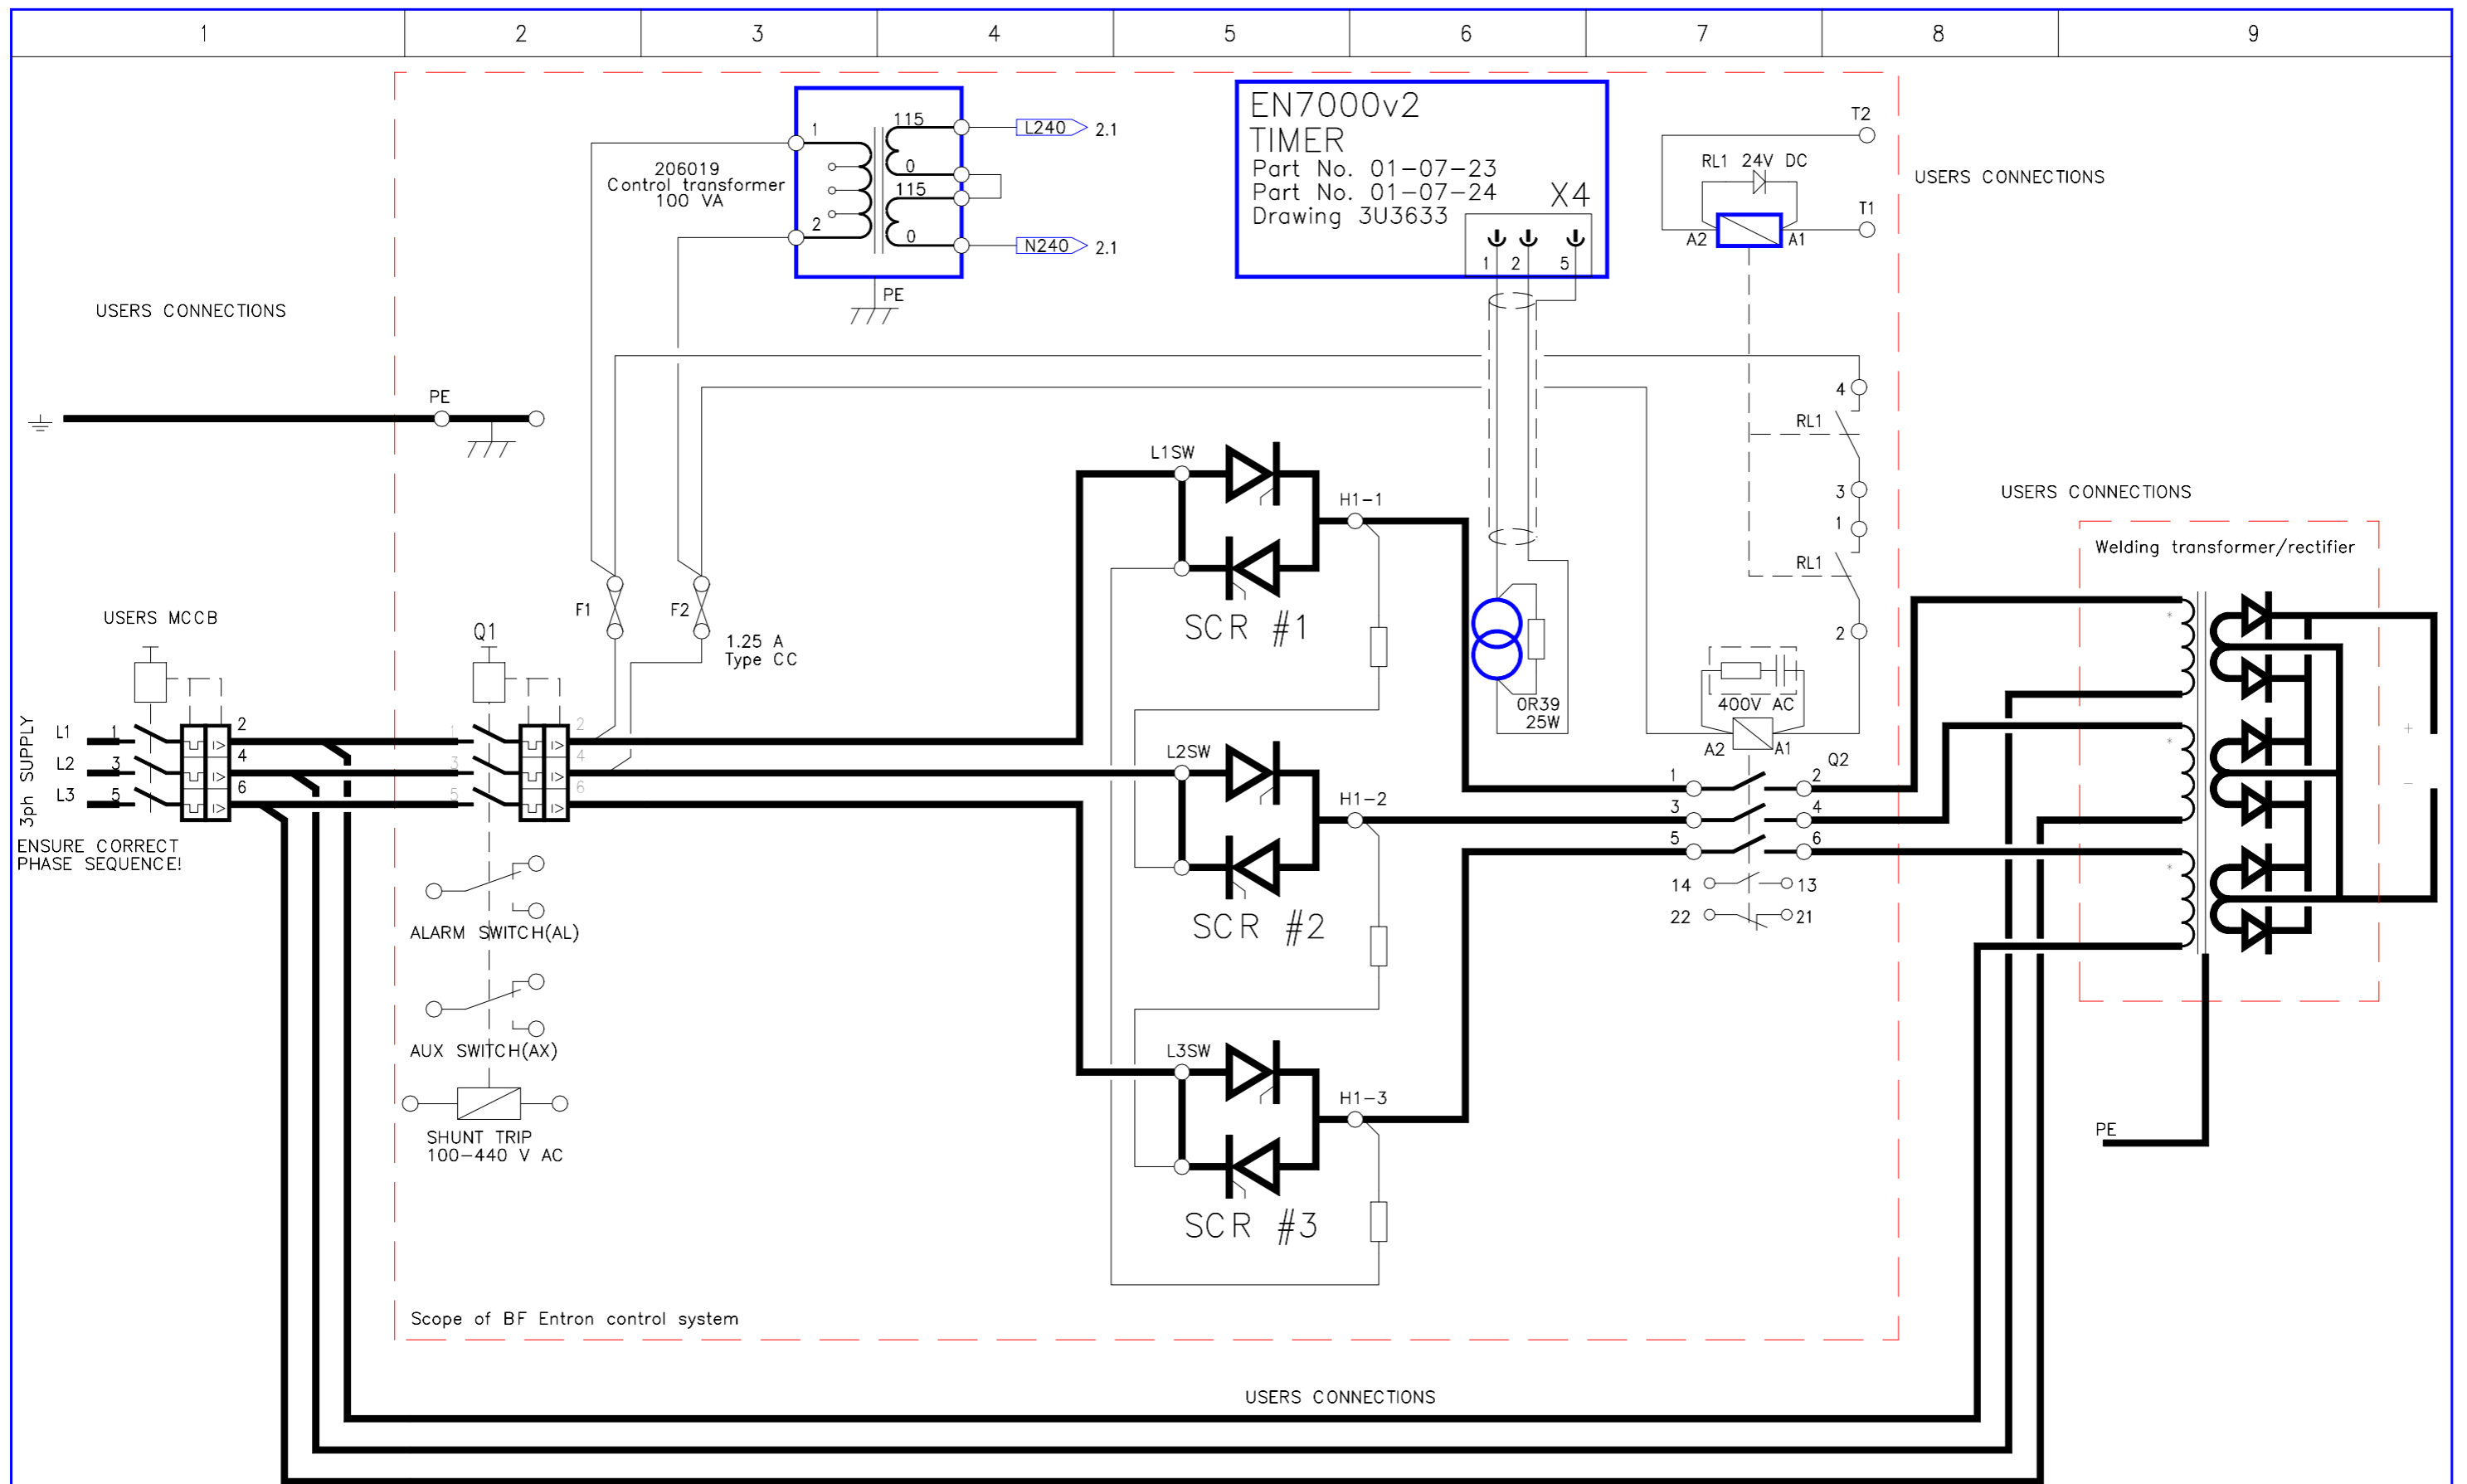 1 2 3 4 5 6 7 8 9
206019
Control transformer
100 VA
1
2
115
0
115
0
L240 2.1
N240 2.1
PE
EN7000v2
TIMER
Part No. 01-07-23
Part No. 01-07-24
Drawing 3U3633
X4
1 2 5
T2
RL1 24V DC
T1
A2 A1
USERS CONNECTIONS
USERS CONNECTIONS
PE
4
RL1
3
1
RL1
2
USERS CONNECTIONS
Welding transformer/rectifier
L1SW
H1-1
SCR #1
F1
F2
1.25 A
Type CC
0R39
25W
400V AC
A2 A1
Q2
USERS MCCB
Q1
3ph SUPPLY
L1 1 2 1 2
L2 3 4 3 4
L3 5 6 5 6
ENSURE CORRECT
PHASE SEQUENCE!
L2SW
H1-2
SCR #2
1 2
3 4
5 6
14 13
22 21
*
*
*
+
-
ALARM SWITCH(AL)
AUX SWITCH(AX)
SHUNT TRIP
100-440 V AC
L3SW
H1-3
SCR #3
PE
Scope of BF Entron control system
USERS CONNECTIONS